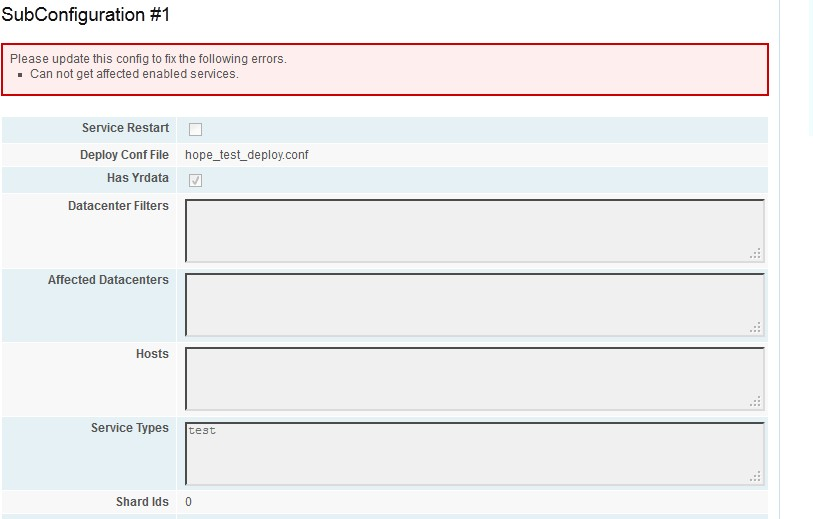 SubConfiguration #1
Please update this config to fix the following errors.
Can not get affected enabled services.
Service Restart
Deploy Conf File hope_test_deploy.conf
Has Yrdata
Datacenter Filters
Affected Datacenters
Hosts
Service Types test
Shard Ids 0